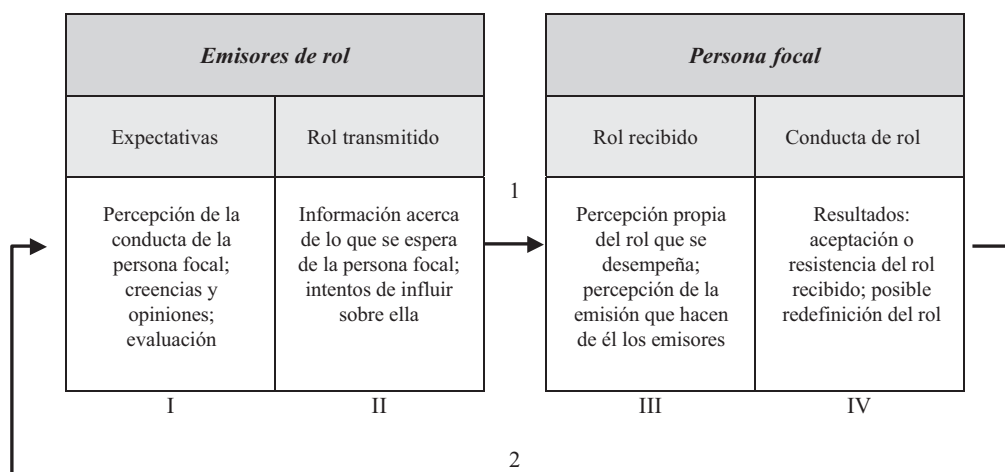 Emisores de rol
Expectativas
Rol transmitido
Percepción de la
conducta de la
persona focal;
creencias y
opiniones;
evaluación
Información acerca
de lo que se espera
de la persona focal;
intentos de influir
sobre ella
I
II
1
Persona focal
Rol recibido
Conducta de rol
Percepción propia
del rol que se
desempeña;
percepción de la
emisión que hacen
de él los emisores
Resultados:
aceptación o
resistencia del rol
recibido; posible
redefinición del rol
III
IV
2